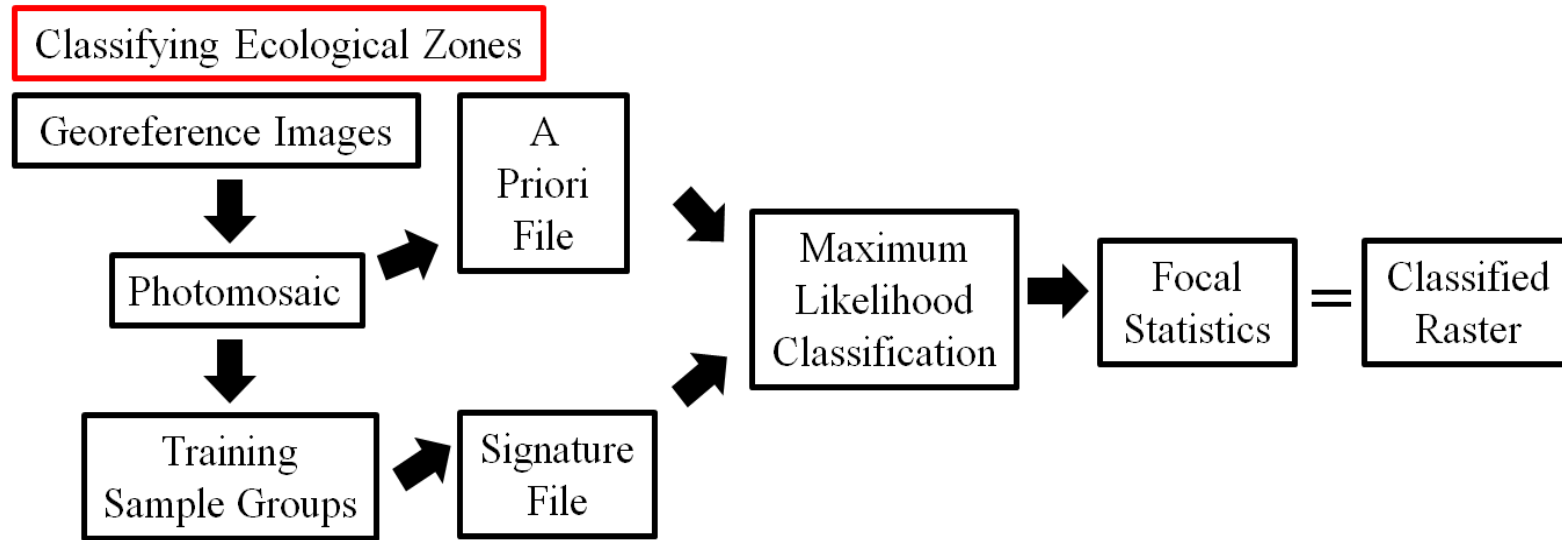 Classifying Ecological Zones
Georeference Images
A
Priori
File
Photomosaic
Training
Sample Groups
Signature
File
Maximum
Likelihood
Classification
Focal
Statistics
=
Classified
Raster